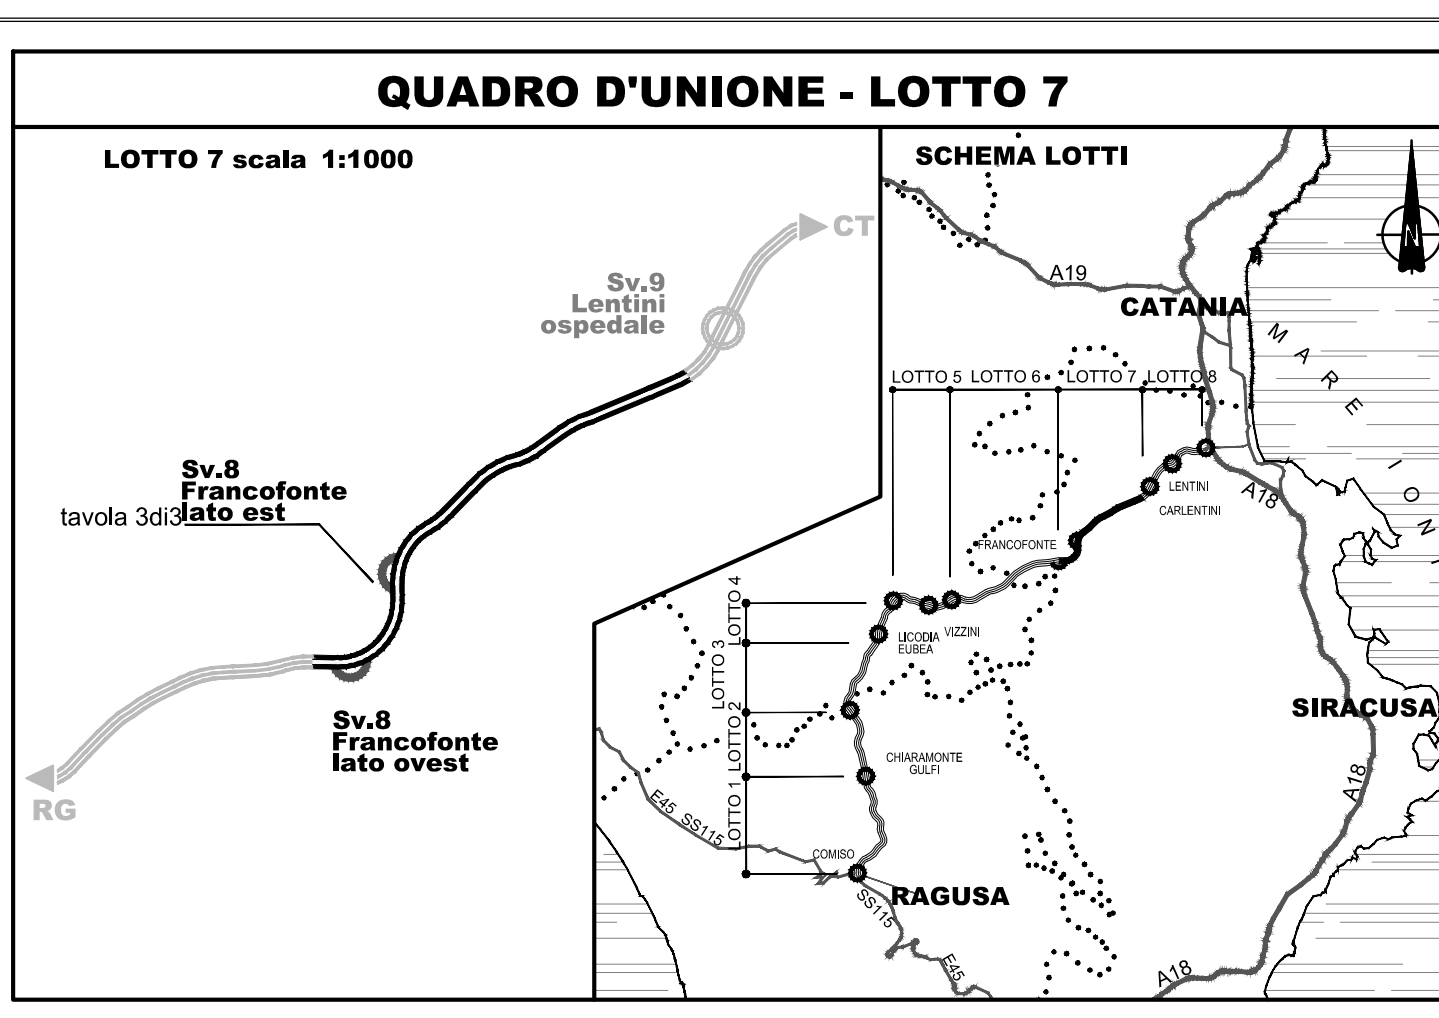 QUADRO D'UNIONE - LOTTO 7
LOTTO 7 scala 1:1000
CT
Sv.9
Lentini
ospedale
Sv.8
Francofonte
lato est
tavola 3di3
Sv.8
Francofonte
lato ovest
RG
SCHEMA LOTTI
N
A19
CATANIA
MARE
ION
LOTTO 5
LOTTO 6
LOTTO 7
LOTTO 8
LENTINI
A18
CARLENTINI
FRANCOFONTE
LOTTO 4
LOTTO 3
LOTTO 2
LOTTO 1
LICODIA
EUBEA
VIZZINI
SIRACUSA
CHIARAMONTE
GULFI
A18
E45
SS115
COMISO
RAGUSA
SS115
E45
A18